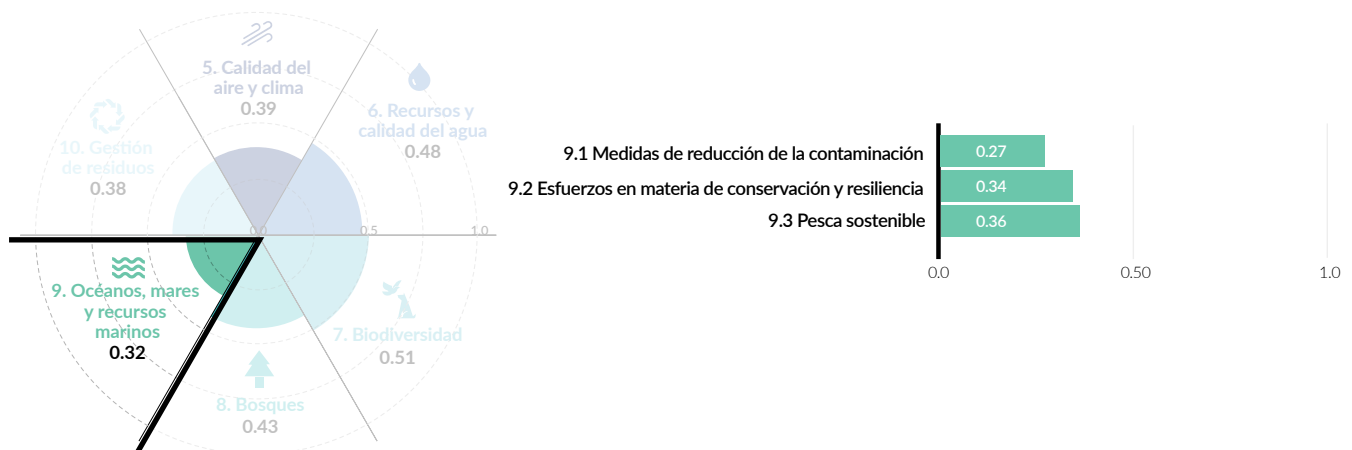 5. Calidad del
aire y clima
0.39
6. Recursos y
calidad del agua
0.48
10. Gestión
de residuos
0.38
0.0
0.5
1.0
9. Océanos, mares
y recursos
marinos
0.32
7. Biodiversidad
0.51
8. Bosques
0.43
9.1 Medidas de reducción de la contaminación
0.27
9.2 Esfuerzos en materia de conservación y resiliencia
0.34
9.3 Pesca sostenible
0.36
0.0
0.50
1.0